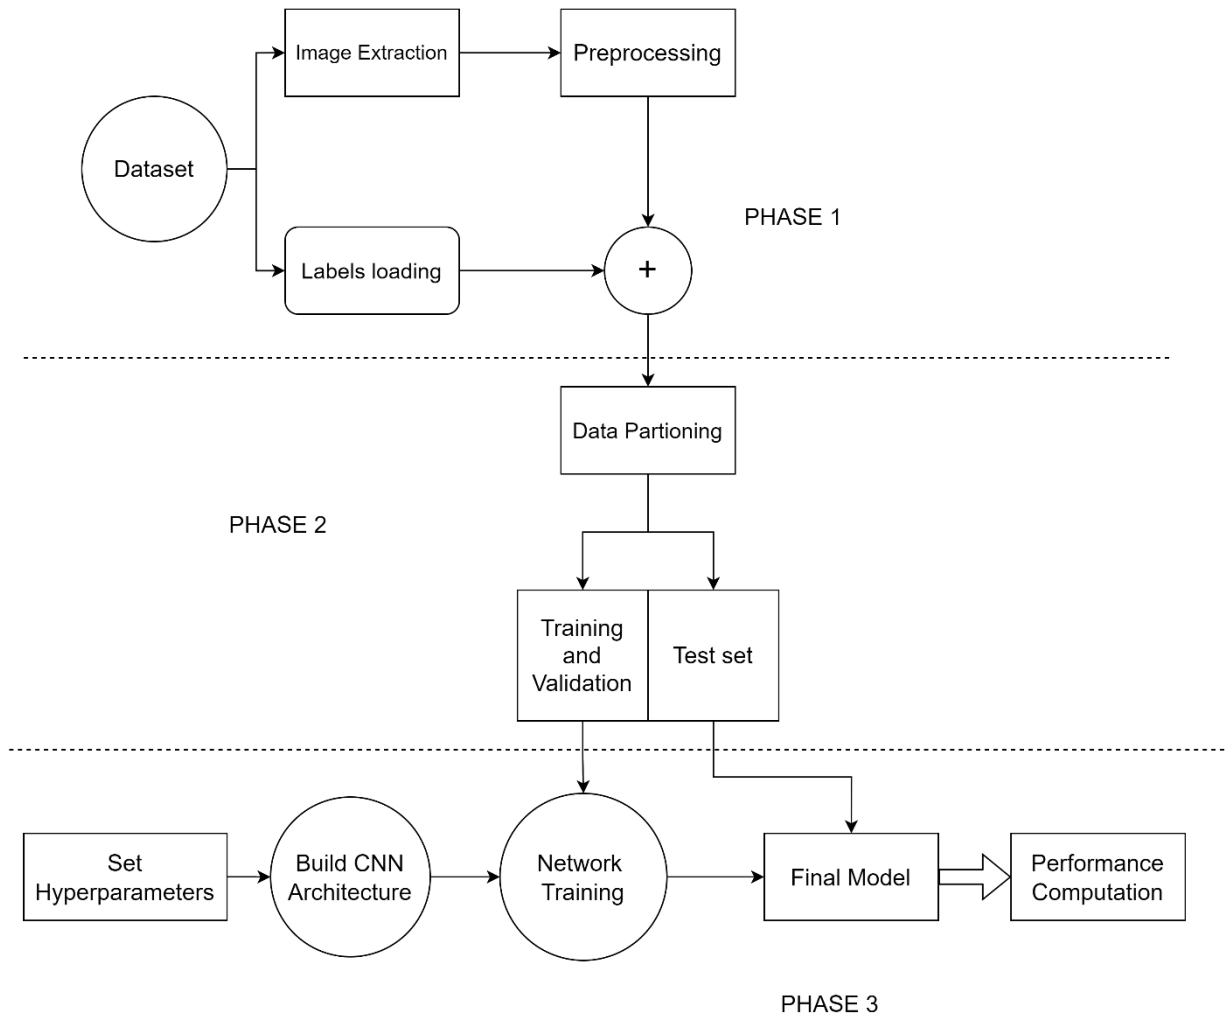 Image Extraction
Preprocessing
Dataset
PHASE 1
Labels loading
+
Data Partioning
PHASE 2
Training
and
Validation
Test set
Set
Hyperparameters
Build CNN
Architecture
Network
Training
Final Model
Performance
Computation
PHASE 3